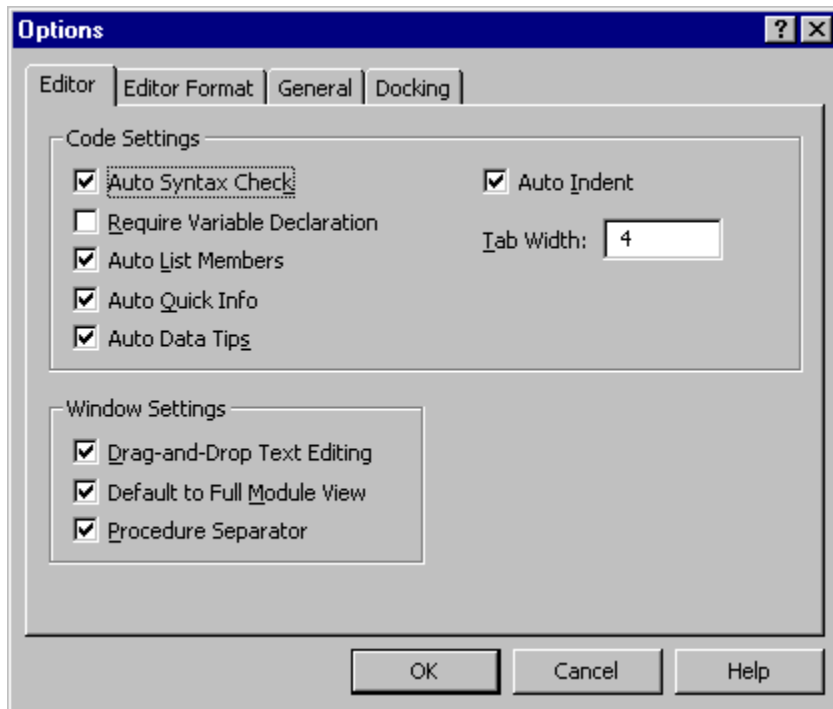 Options
Editor
Editor Format
General
Docking
Code Settings
Auto Syntax Check
Auto Indent
Require Variable Declaration
Tab Width: 4
Auto List Members
Auto Quick Info
Auto Data Tips
Window Settings
Drag-and-Drop Text Editing
Default to Full Module View
Procedure Separator
OK
Cancel
Help